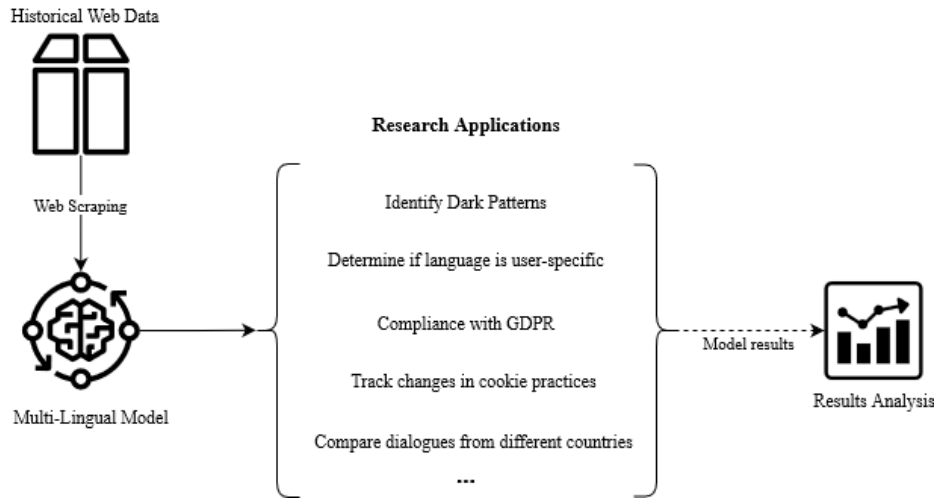 Historical Web Data
Web Scraping
Multi-Lingual Model
Research Applications
Identify Dark Patterns
Determine if language is user-specific
Compliance with GDPR
Track changes in cookie practices
Compare dialogues from different countries
...
Model results
Results Analysis